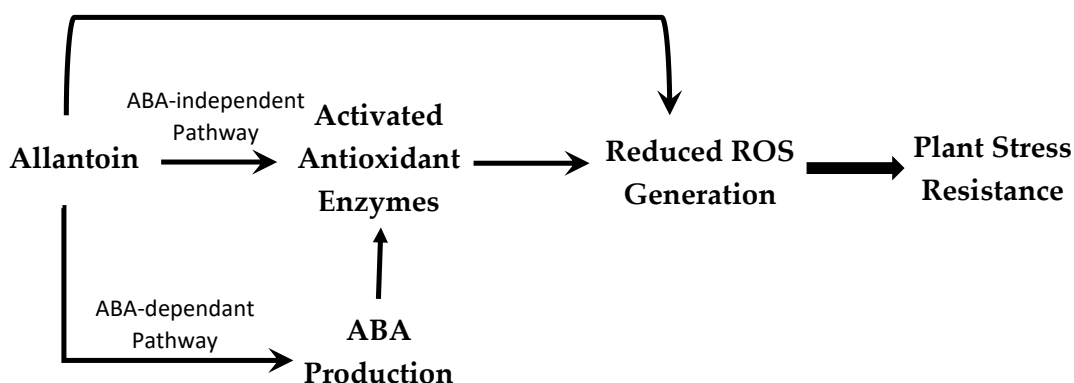 ABA-independent
Pathway
Allantoin
Activated
Antioxidant
Enzymes
Reduced ROS
Generation
Plant Stress
Resistance
ABA-dependant
Pathway
ABA
Production